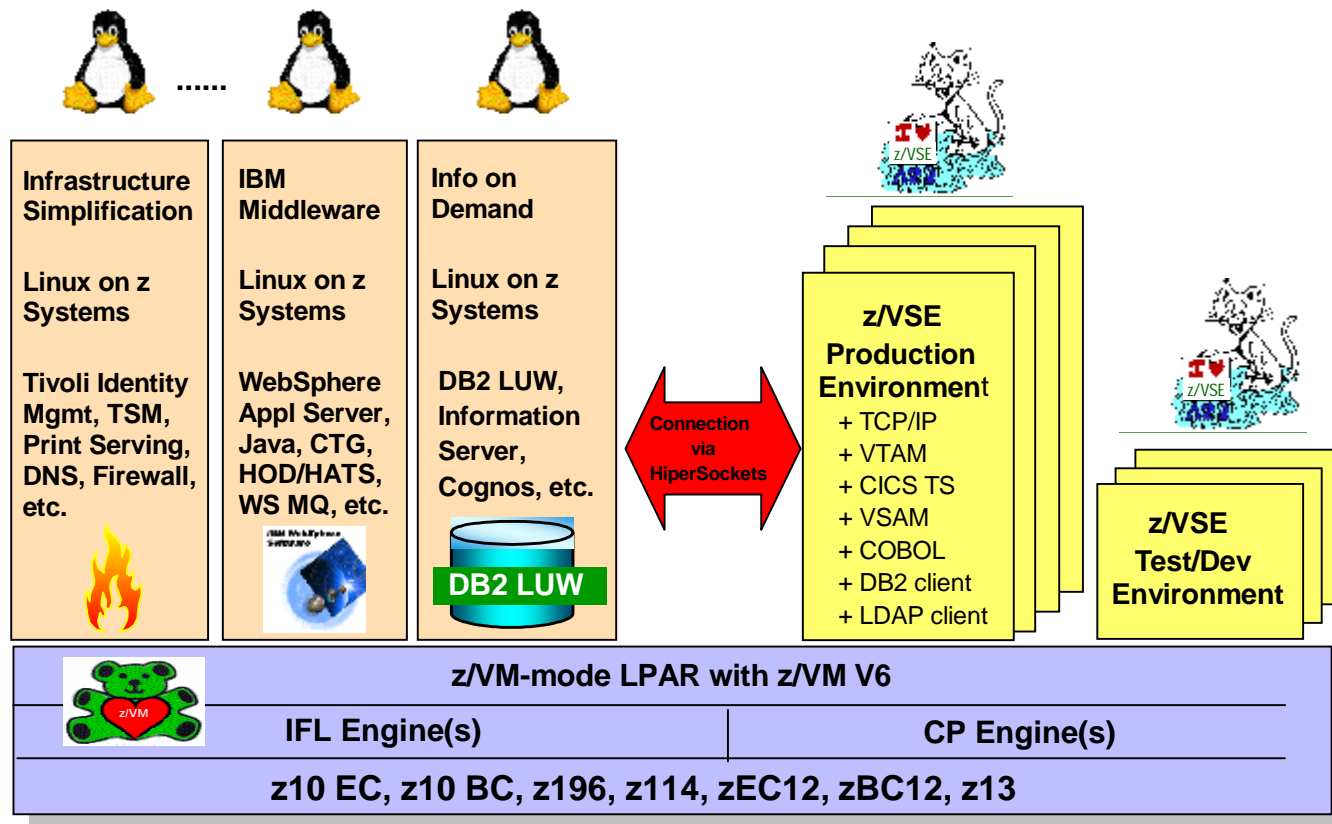 ......
Infrastructure
Simplification
Linux on z
Systems
Tivoli Identity
Mgmt, TSM,
Print Serving,
DNS, Firewall,
etc.
IBM
Middleware
Linux on z
Systems
WebSphere
Appl Server,
Java, CTG,
HOD/HATS,
WS MQ, etc.
IBM WebSphere
Software
Info on
Demand
Linux on z
Systems
DB2 LUW,
Information
Server,
Cognos, etc.
DB2 LUW
Connection
via
HiperSockets
I ♥
z/VSE
z/VSE
Production
Environment
+ TCP/IP
+ VTAM
+ CICS TS
+ VSAM
+ COBOL
+ DB2 client
+ LDAP client
I ♥
z/VSE
z/VSE
Test/Dev
Environment
z/VM
z/VM-mode LPAR with z/VM V6
IFL Engine(s)
CP Engine(s)
z10 EC, z10 BC, z196, z114, zEC12, zBC12, z13